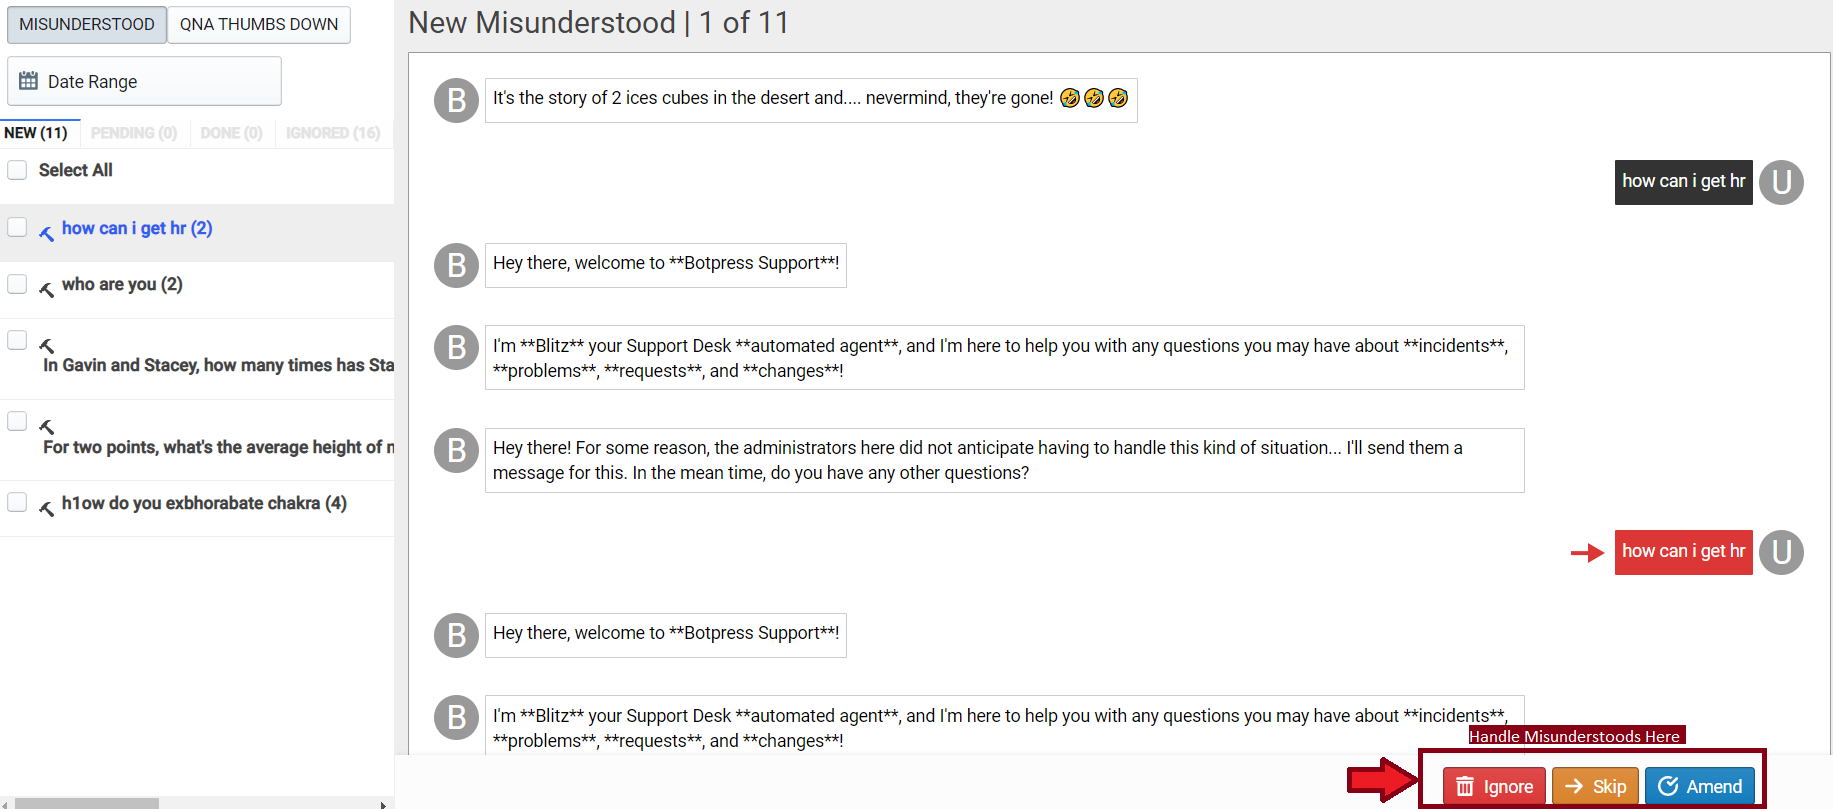 MISUNDERSTOOD
QNA THUMBS DOWN
Date Range
NEW (11)
PENDING (0)
DONE (0)
IGNORED (16)
Select All
how can i get hr (2)
who are you (2)
In Gavin and Stacey, how many times has Sta
For two points, what's the average height of
h1ow do you exbhorabate chakra (4)
New Misunderstood | 1 of 11
B
It's the story of 2 ices cubes in the desert and.... nevermind, they're gone! 🤣🤣🤣
how can i get hr
U
B
Hey there, welcome to **Botpress Support**!
B
I'm **Blitz** your Support Desk **automated agent**, and I'm here to help you with any questions you may have about **incidents**,
**problems**, **requests**, and **changes**!
B
Hey there! For some reason, the administrators here did not anticipate having to handle this kind of situation... I'll send them a
message for this. In the mean time, do you have any other questions?
how can i get hr
U
B
Hey there, welcome to **Botpress Support**!
B
I'm **Blitz** your Support Desk **automated agent**, and I'm here to help you with any questions you may have about **incidents**,
**problems**, **requests**, and **changes**!
Handle Misunderstoods Here
Ignore
Skip
Amend